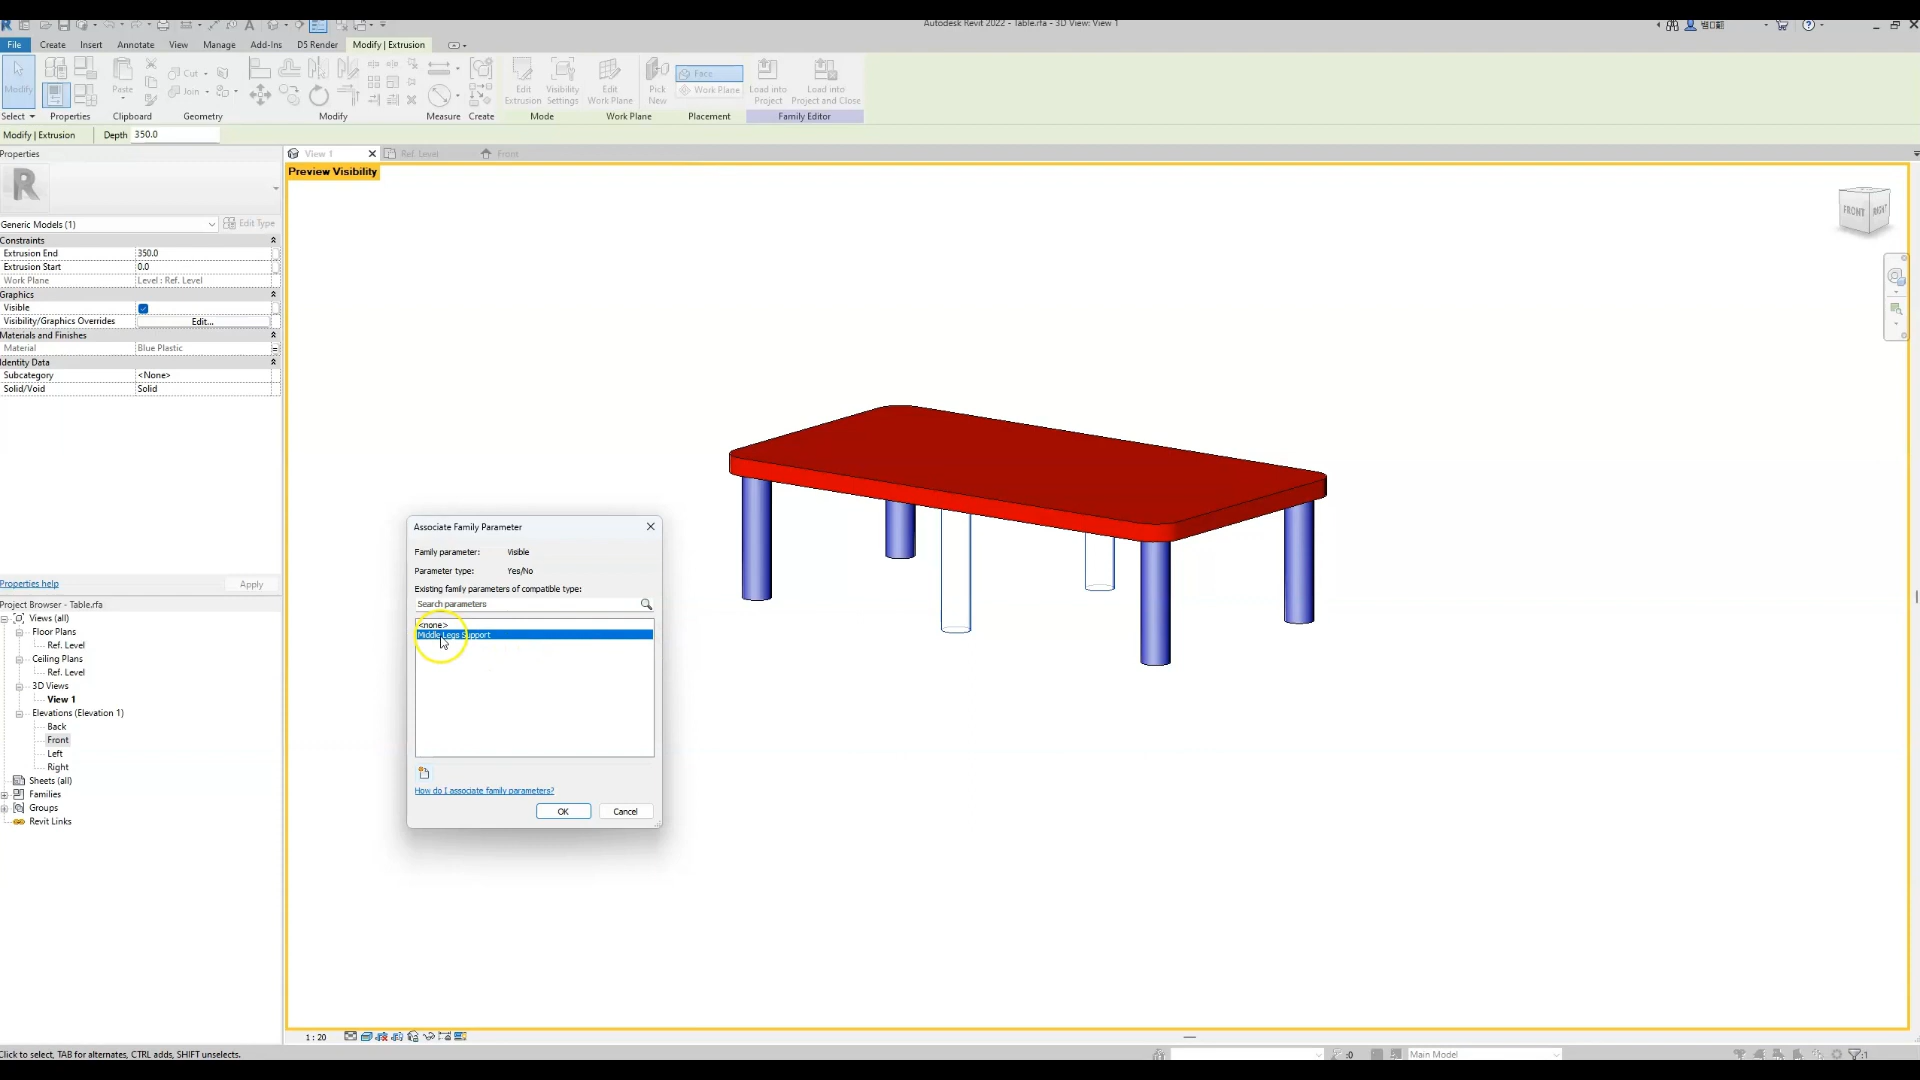 Autodesk Revit 2022 - Table.rfa - 3D View: View 1
File Create Insert Annotate View Manage Add-Ins D5 Render Modify | Extrusion
Modify
Cut
Join
Paste
Edit Extrusion
Visibility Settings
Edit Work Plane
Pick New
Face
Work Plane
Load into Project
Load into Project and Close
Select Properties Clipboard Geometry Modify Measure Create Mode Work Plane Placement Family Editor
Modify | Extrusion Depth 350.0
Properties
View 1 Ref. Level Front
Preview Visibility
Generic Models (1) Edit Type
Constraints
Extrusion End 350.0
Extrusion Start 0.0
Work Plane Level : Ref. Level
Graphics
Visible
Visibility/Graphics Overrides Edit...
Materials and Finishes
Material Blue Plastic
Identity Data
Subcategory <None>
Solid/Void Solid
FRONT RIGHT
Associate Family Parameter
Family parameter: Visible
Parameter type: Yes/No
Existing family parameters of compatible type:
Search parameters
<none>
Middle Legs Support
How do I associate family parameters?
OK Cancel
Properties help Apply
Project Browser - Table.rfa
Views (all)
Floor Plans
Ref. Level
Ceiling Plans
Ref. Level
3D Views
View 1
Elevations (Elevation 1)
Back
Front
Left
Right
Sheets (all)
Families
Groups
Revit Links
1 : 20
Click to select, TAB for alternates, CTRL adds, SHIFT unselects.
:0
Main Model
:1